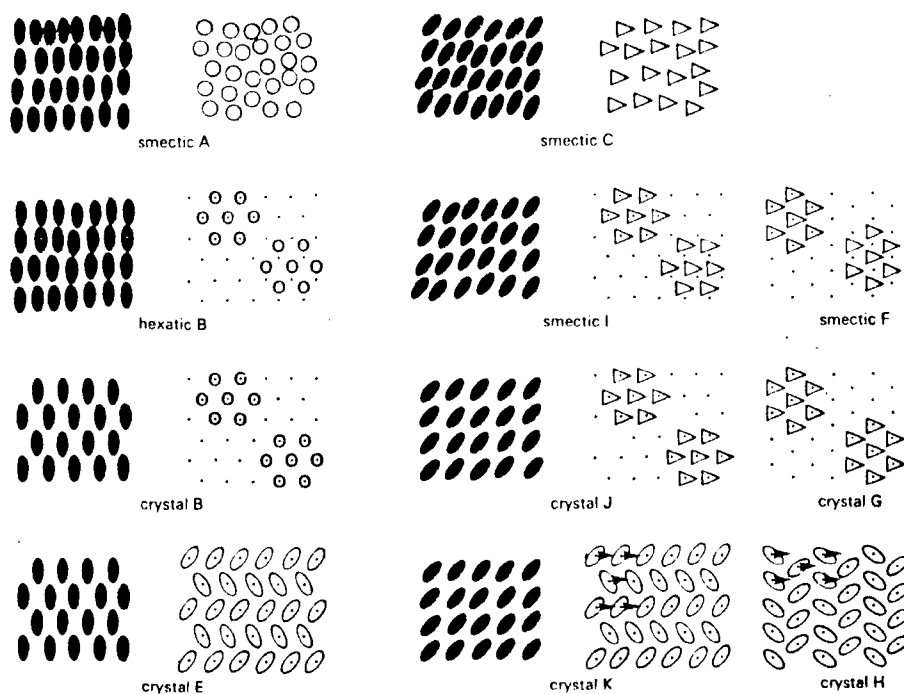 smectic A
smectic C
hexatic B
smectic I
smectic F
crystal B
crystal J
crystal G
crystal E
crystal K
crystal H